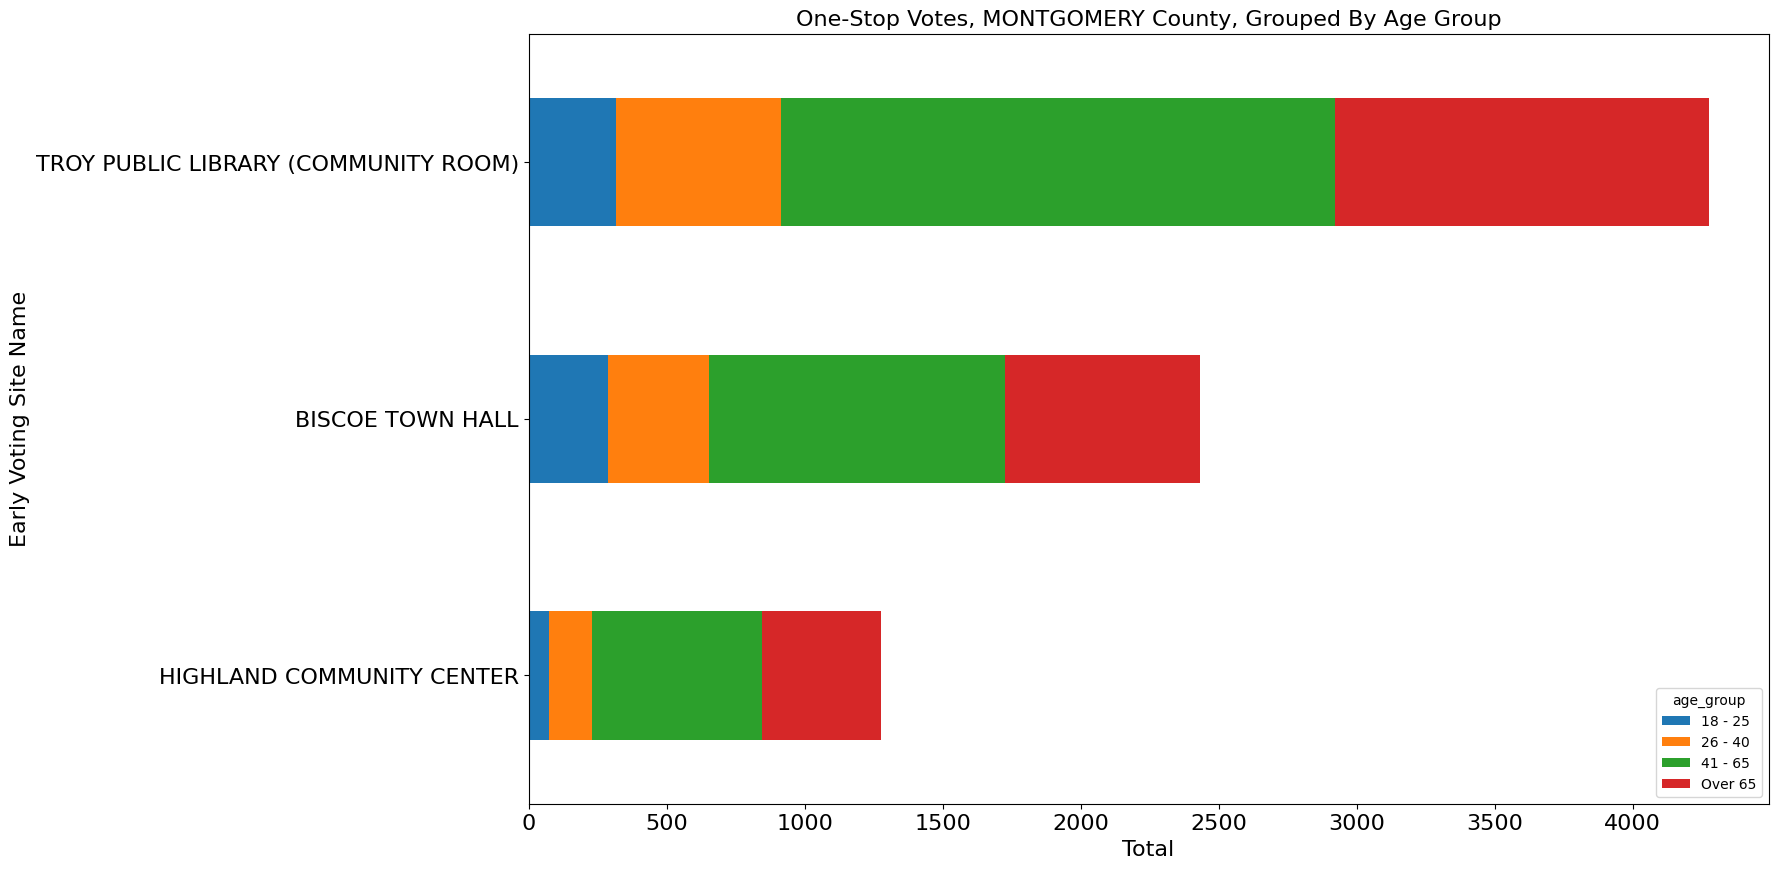 One-Stop Votes, MONTGOMERY County, Grouped By Age Group
Early Voting Site Name
TROY PUBLIC LIBRARY (COMMUNITY ROOM)
BISCOE TOWN HALL
HIGHLAND COMMUNITY CENTER
age_group
18 - 25
26 - 40
41 - 65
Over 65
0 500 1000 1500 2000 2500 3000 3500 4000
Total